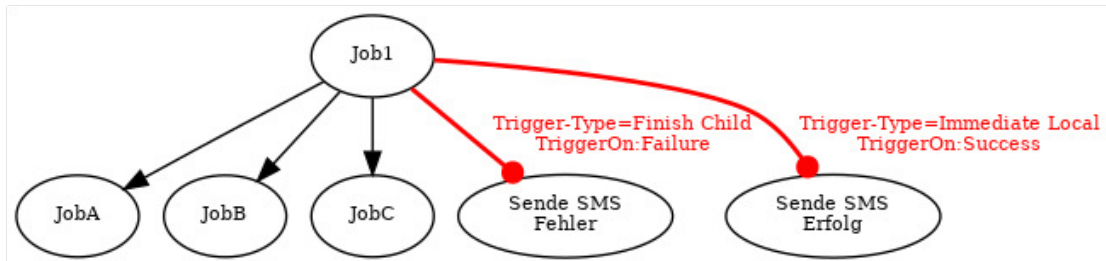 Job1
Trigger-Type=Finish Child
TriggerOn:Failure
Trigger-Type=Immediate Local
TriggerOn:Success
JobA
JobB
JobC
Sende SMS
Fehler
Sende SMS
Erfolg